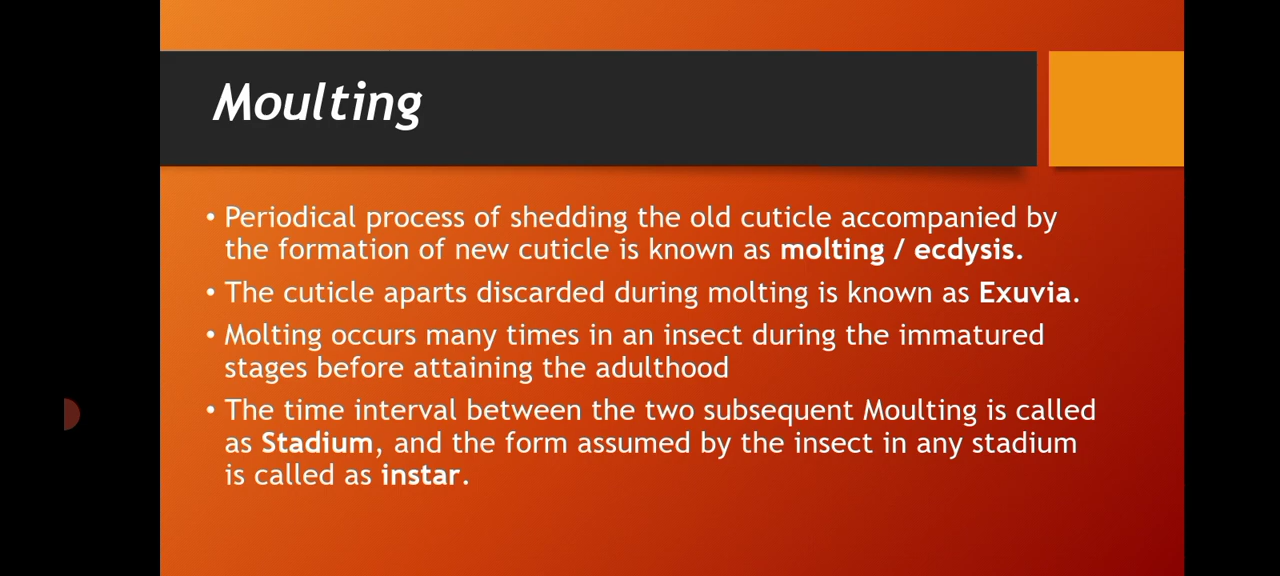 Moulting
• Periodical process of shedding the old cuticle accompanied by
the formation of new cuticle is known as molting / ecdysis.
• The cuticle aparts discarded during molting is known as Exuvia.
• Molting occurs many times in an insect during the immatured
stages before attaining the adulthood
• The time interval between the two subsequent Moulting is called
as Stadium, and the form assumed by the insect in any stadium
is called as instar.